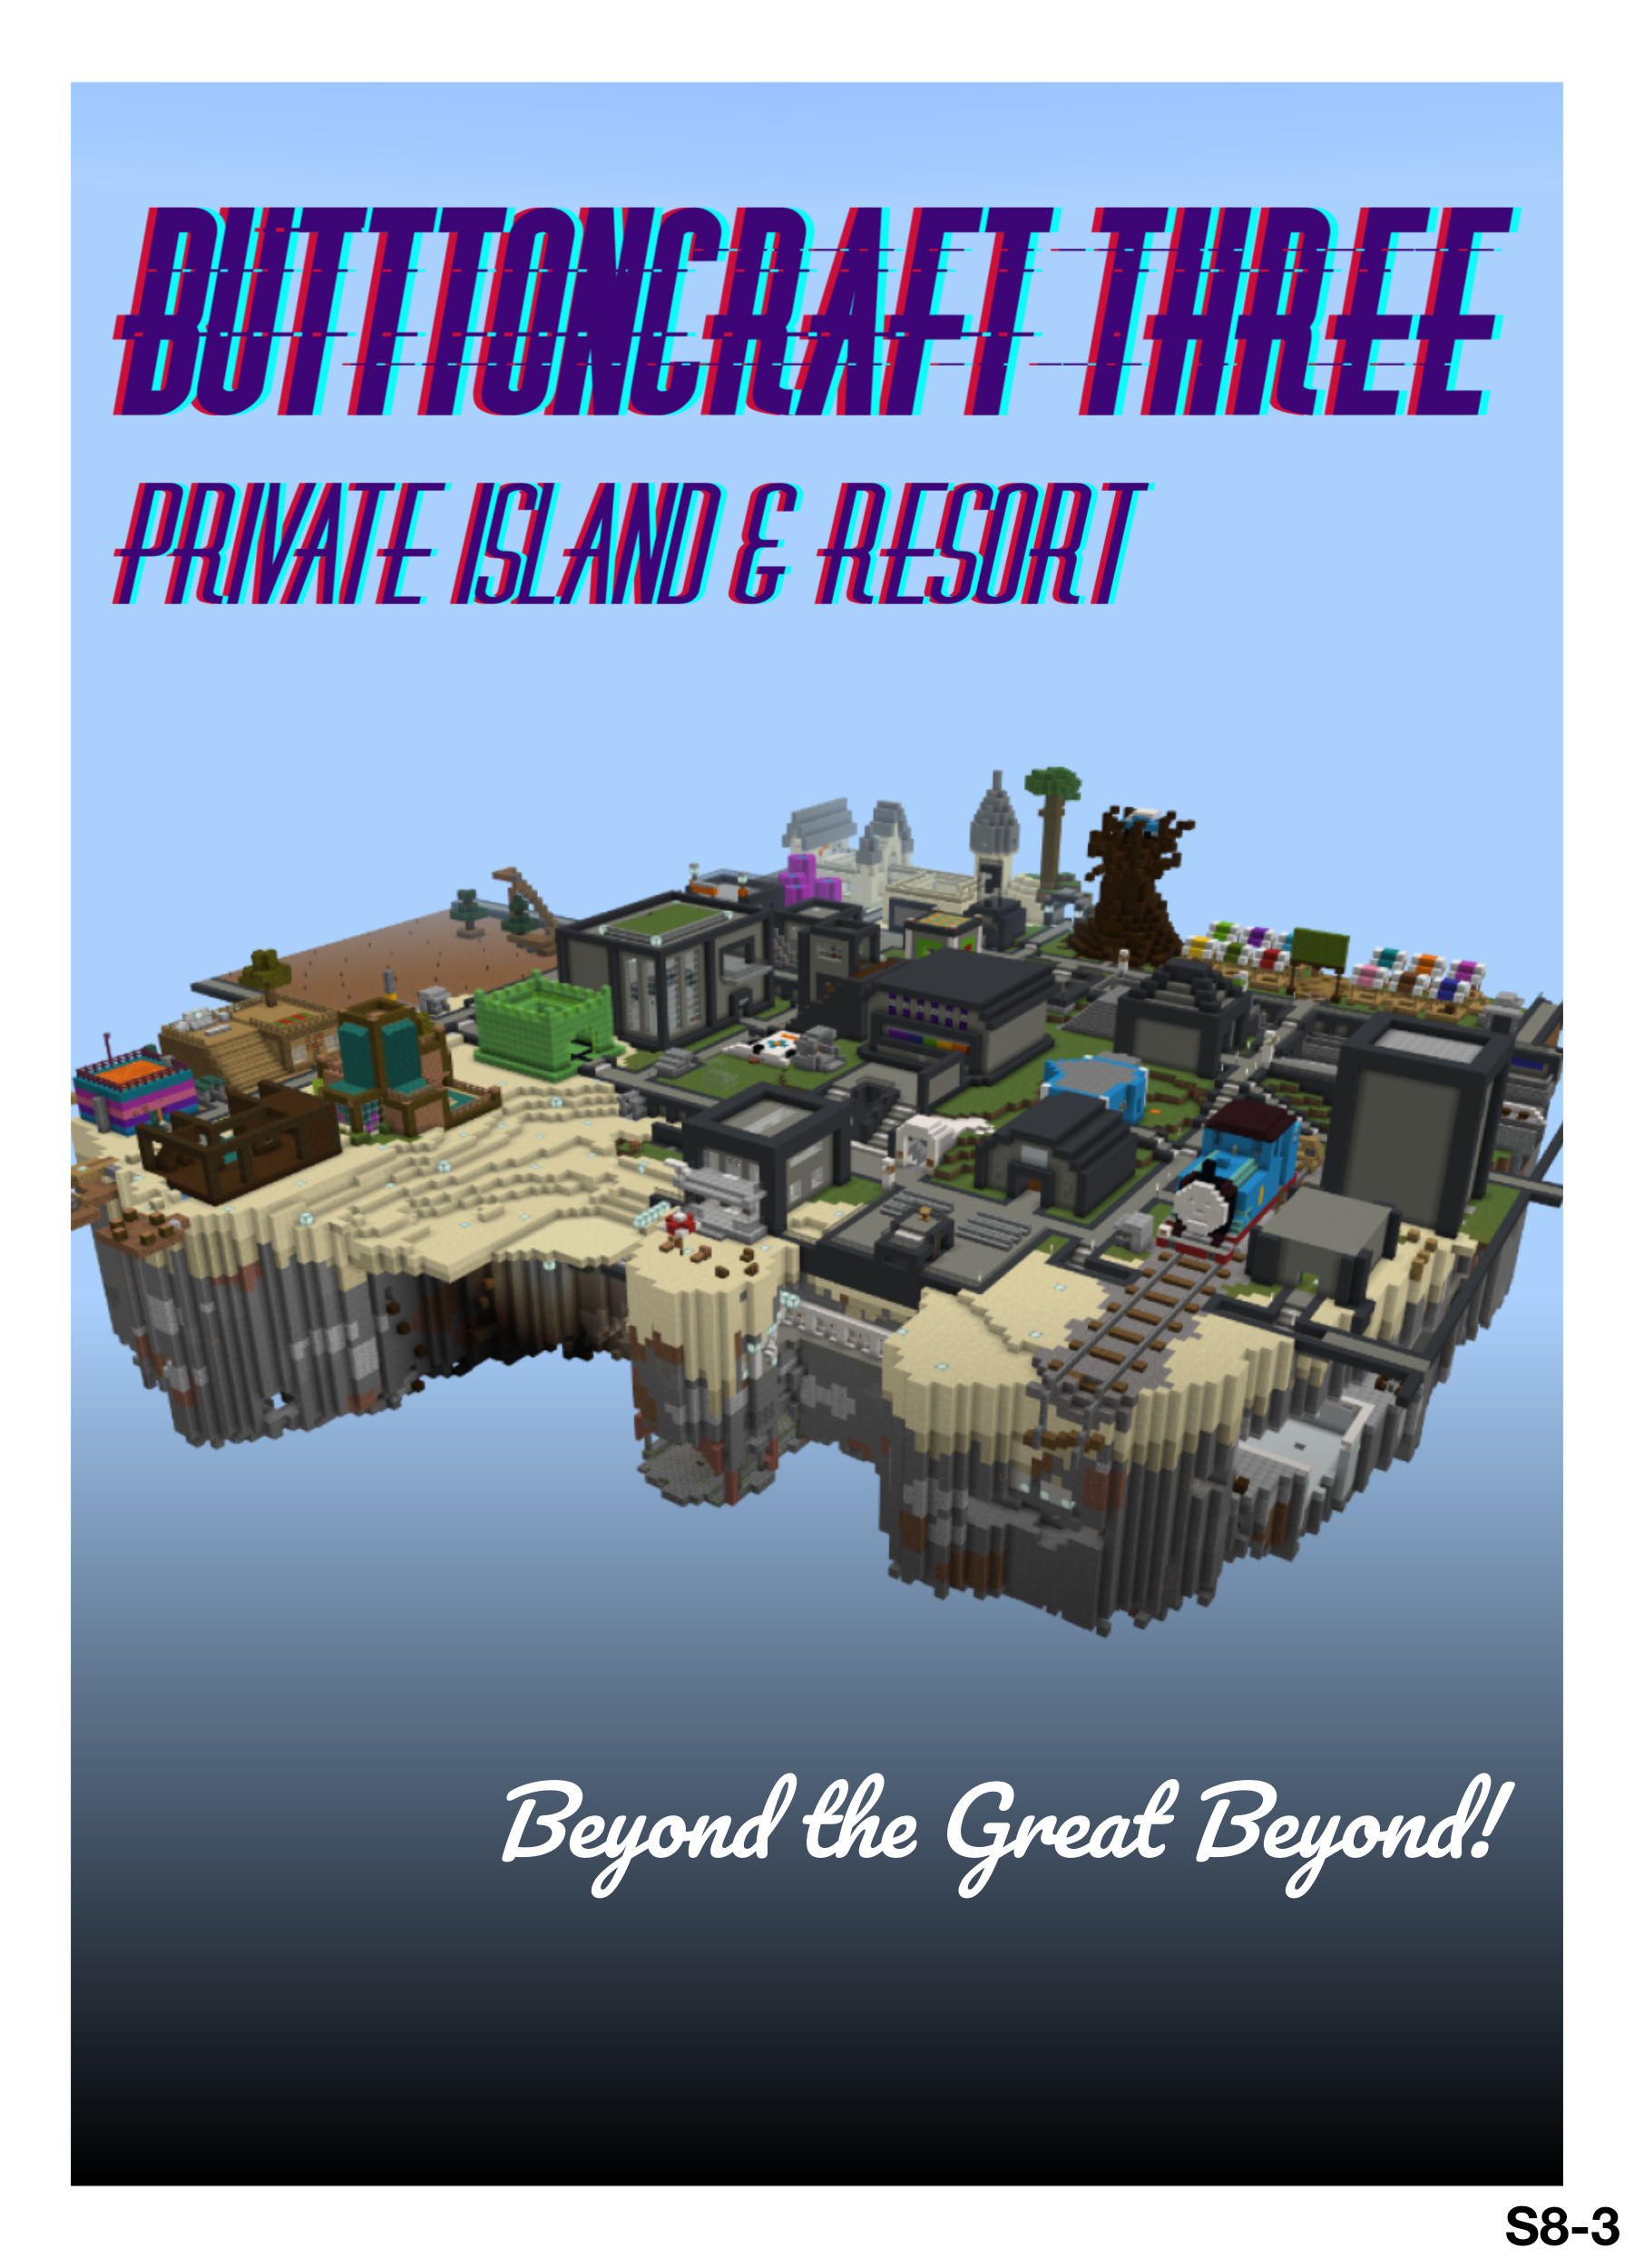 BUTTONCRAFT THREE
PRIVATE ISLAND & RESORT
Beyond the Great Beyond!
S8-3